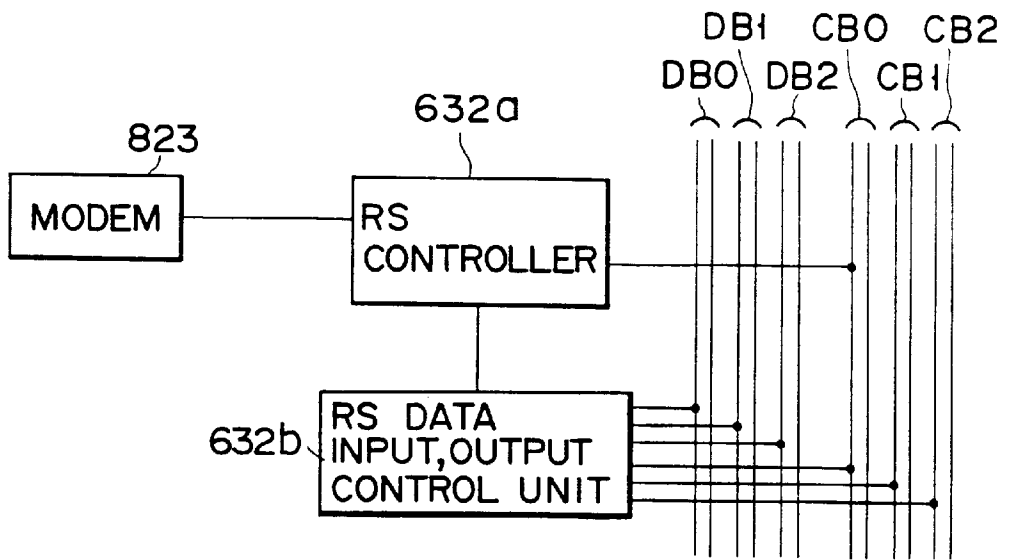 DB1 CB0 CB2
DB0 DB2 CB1
632a
823
MODEM
RS
CONTROLLER
632b
RS DATA
INPUT,OUTPUT
CONTROL UNIT